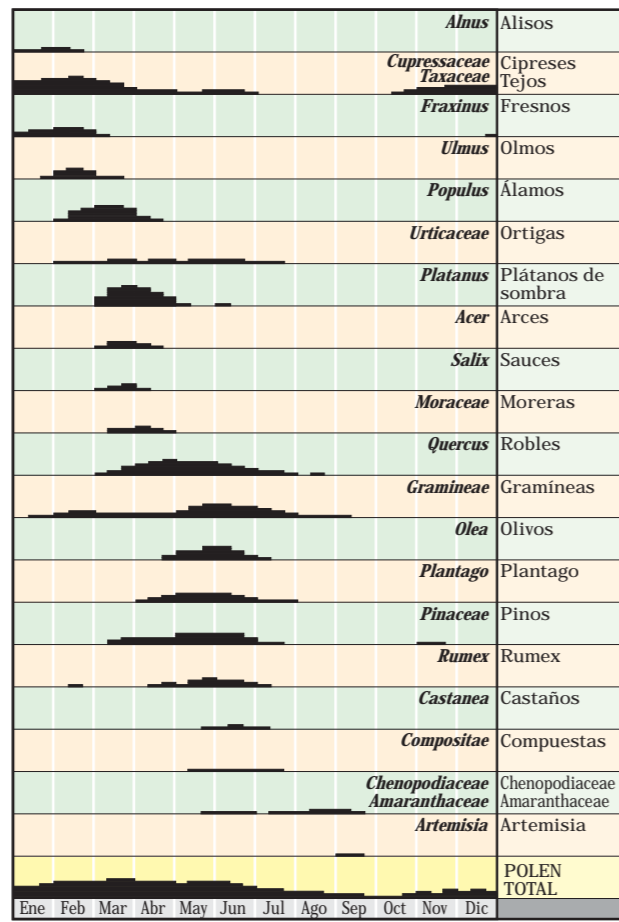 Alnus Alisos
Cupressaceae Cipreses
Taxaceae Tejos
Fraxinus Fresnos
Ulmus Olmos
Populus Álamos
Urticaceae Ortigas
Platanus Plátanos de
sombra
Acer Arces
Salix Sauces
Moraceae Moreras
Quercus Robles
Gramineae Gramíneas
Olea Olivos
Plantago Plantago
Pinaceae Pinos
Rumex Rumex
Castanea Castaños
Compositae Compuestas
Chenopodiaceae Chenopodiaceae
Amaranthaceae Amaranthaceae
Artemisia Artemisia
POLEN
TOTAL
Ene Feb Mar Abr May Jun Jul Ago Sep Oct Nov Dic